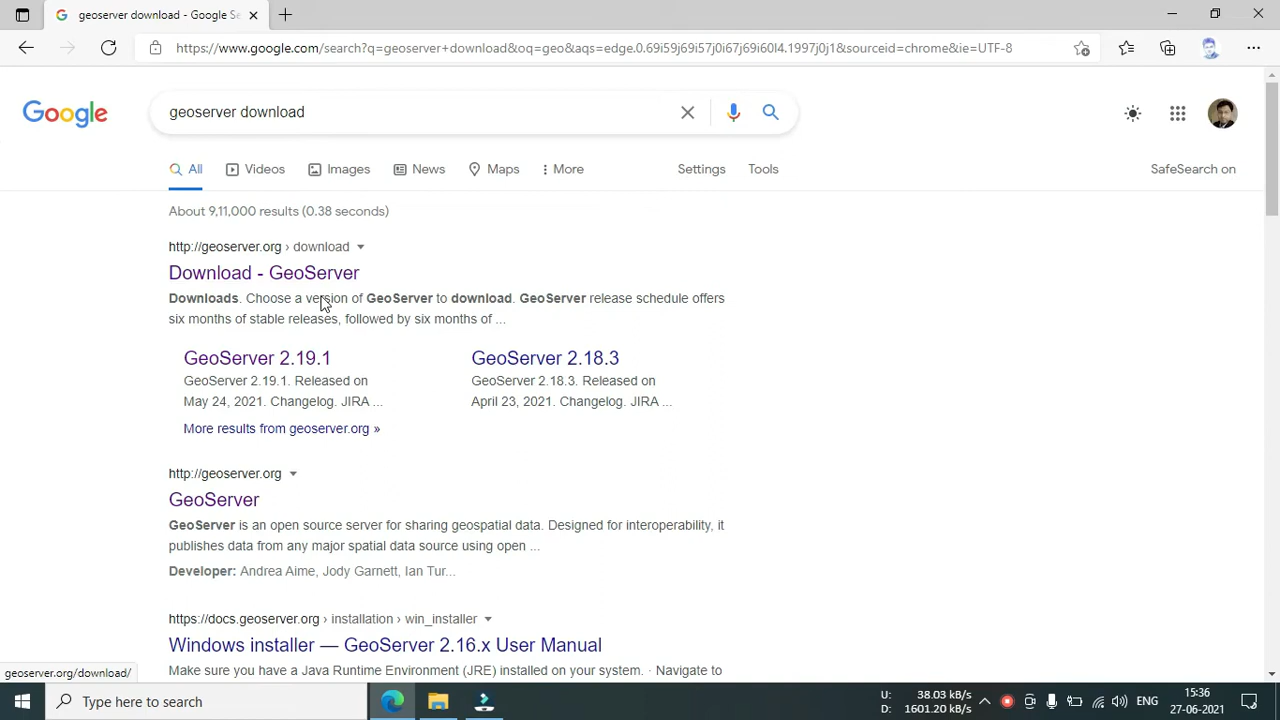 geoserver download - Google Se
https://www.google.com/search?q=geoserver+download&oq=geo&aqs=edge.0.69i59j69i57j0i67j69i60l4.1997j0j1&sourceid=chrome&ie=UTF-8
Google
geoserver download
All Videos Images News Maps More Settings Tools SafeSearch on
About 9,11,000 results (0.38 seconds)
http://geoserver.org › download
Download - GeoServer
Downloads. Choose a version of GeoServer to download. GeoServer release schedule offers
six months of stable releases, followed by six months of ...
GeoServer 2.19.1
GeoServer 2.19.1. Released on
May 24, 2021. Changelog. JIRA ...
GeoServer 2.18.3
GeoServer 2.18.3. Released on
April 23, 2021. Changelog. JIRA ...
More results from geoserver.org »
http://geoserver.org
GeoServer
GeoServer is an open source server for sharing geospatial data. Designed for interoperability, it
publishes data from any major spatial data source using open ...
Developer: Andrea Aime, Jody Garnett, Ian Tur...
https://docs.geoserver.org › installation › win_installer
Windows installer — GeoServer 2.16.x User Manual
Make sure you have a Java Runtime Environment (JRE) installed on your system. · Navigate to
geoserver.org/download/
Type here to search
U: 38.03 kB/s
D: 1601.20 kB/s
ENG
15:36
27-06-2021